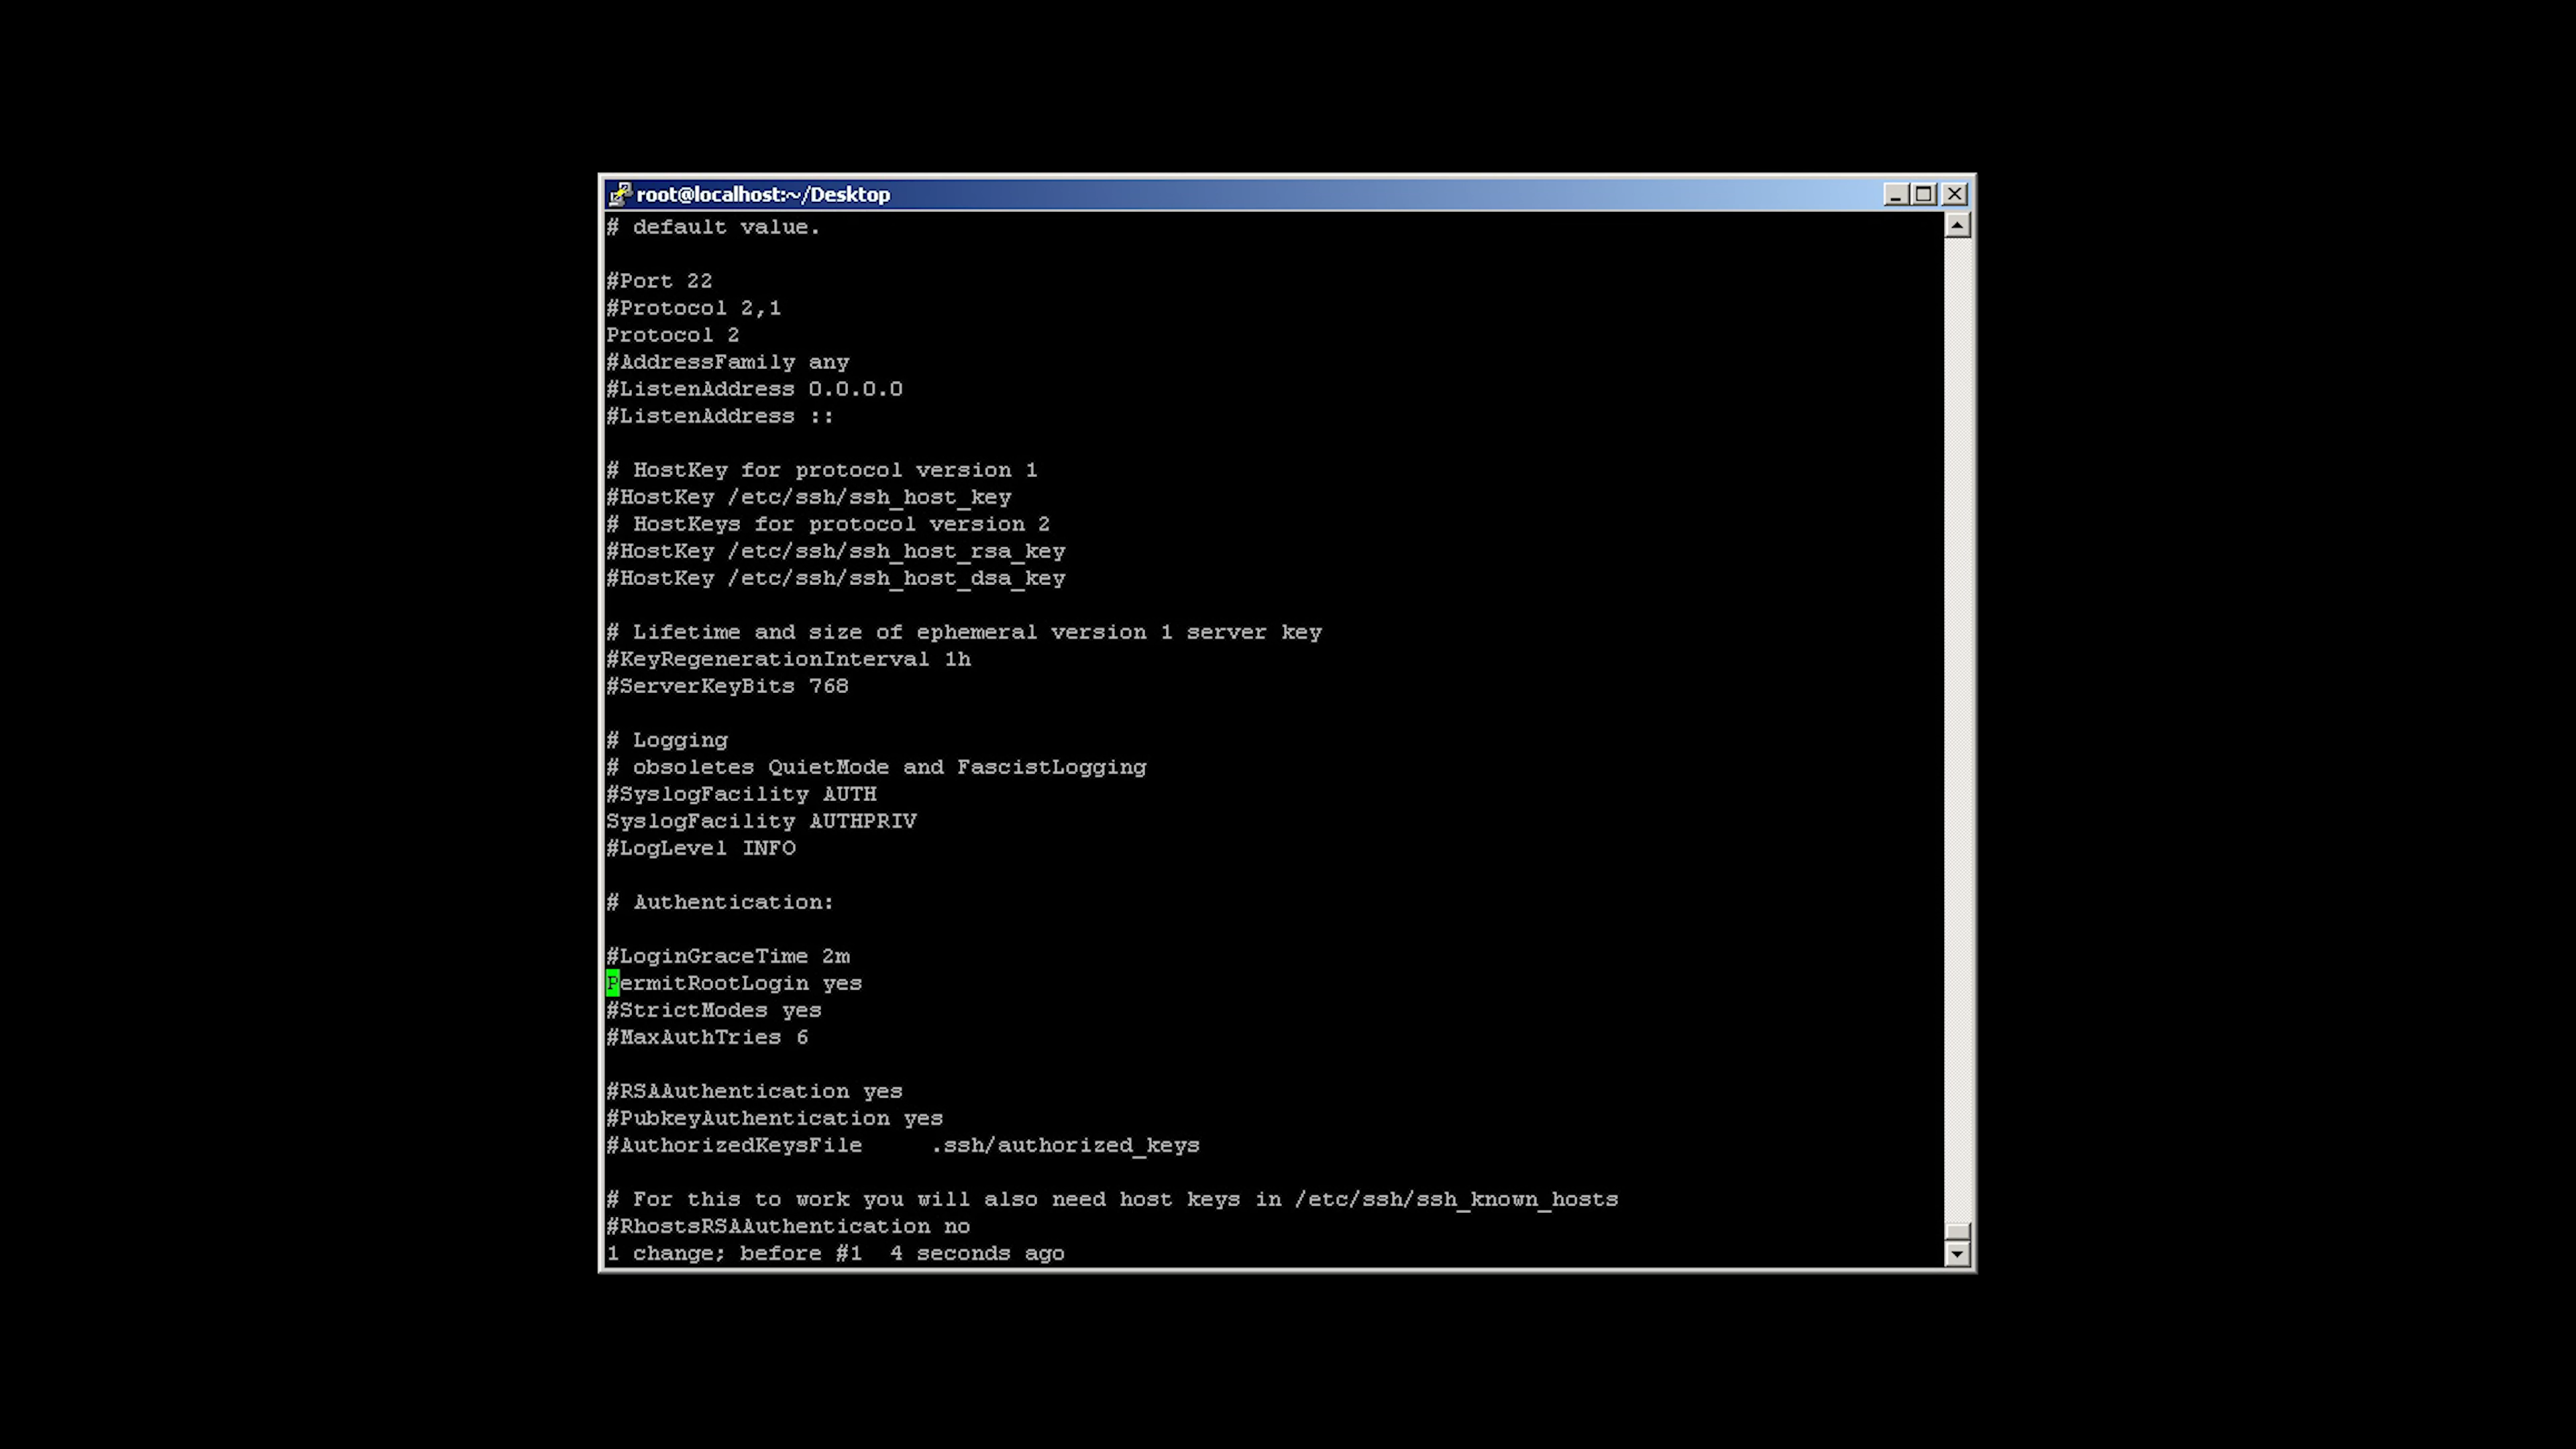 root@localhost:~/Desktop
# default value.
#Port 22
#Protocol 2,1
Protocol 2
#AddressFamily any
#ListenAddress 0.0.0.0
#ListenAddress ::
# HostKey for protocol version 1
#HostKey /etc/ssh/ssh_host_key
# HostKeys for protocol version 2
#HostKey /etc/ssh/ssh_host_rsa_key
#HostKey /etc/ssh/ssh_host_dsa_key
# Lifetime and size of ephemeral version 1 server key
#KeyRegenerationInterval 1h
#ServerKeyBits 768
# Logging
# obsoletes QuietMode and FascistLogging
#SyslogFacility AUTH
SyslogFacility AUTHPRIV
#LogLevel INFO
# Authentication:
#LoginGraceTime 2m
PermitRootLogin yes
#StrictModes yes
#MaxAuthTries 6
#RSAAuthentication yes
#PubkeyAuthentication yes
#AuthorizedKeysFile     .ssh/authorized_keys
# For this to work you will also need host keys in /etc/ssh/ssh_known_hosts
#RhostsRSAAuthentication no
1 change; before #1  4 seconds ago